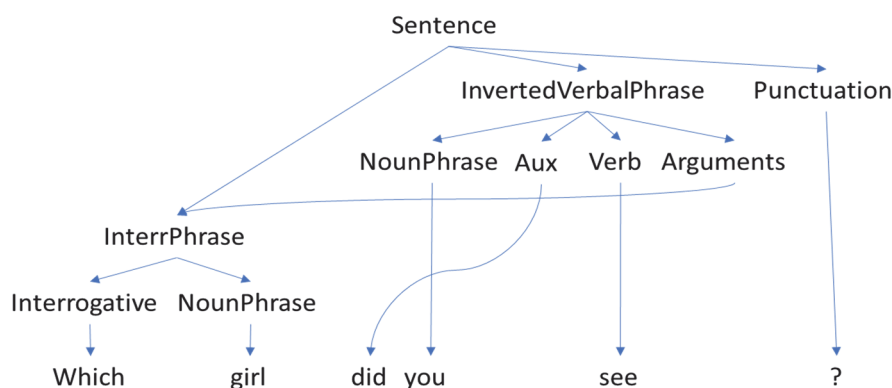 Sentence
InvertedVerbalPhrase Punctuation
NounPhrase Aux Verb Arguments
InterrPhrase
Interrogative NounPhrase
Which girl did you see ?